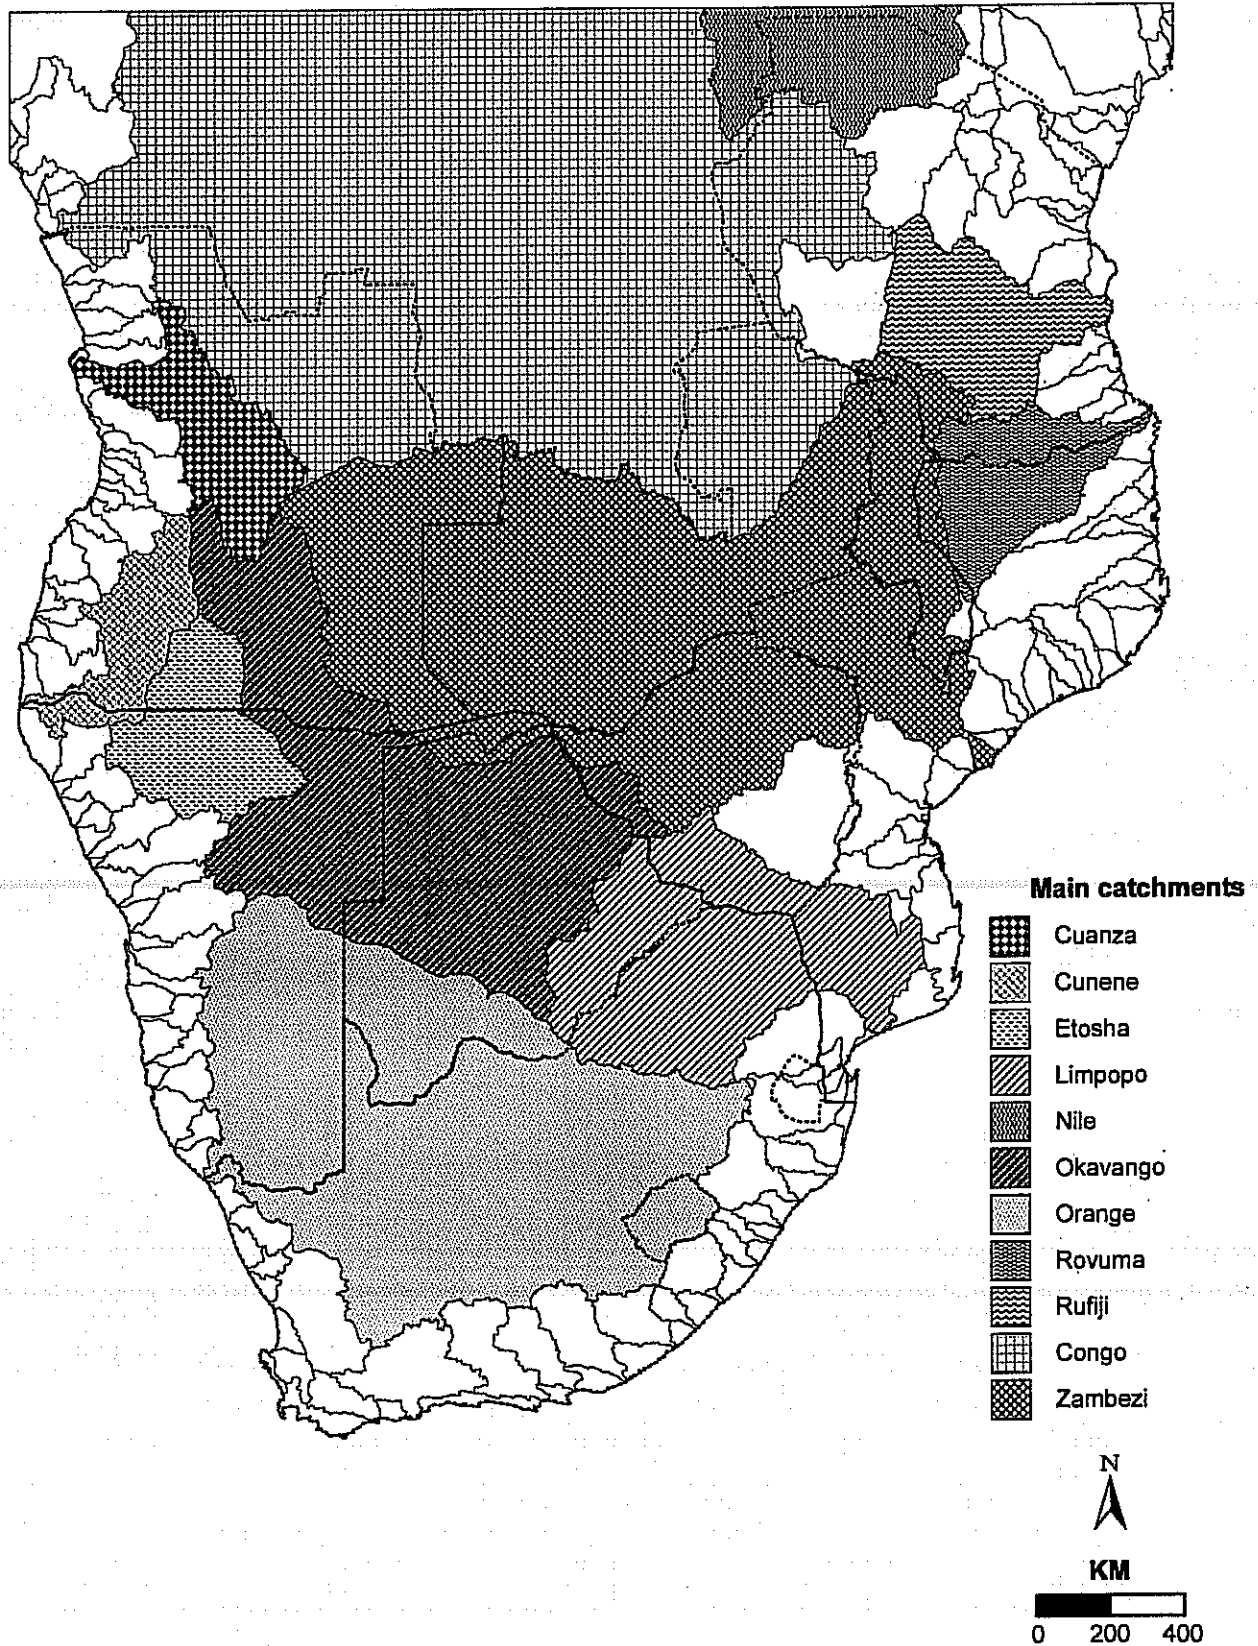 Main catchments
Cuanza
Cunene
Etosha
Limpopo
Nile
Okavango
Orange
Rovuma
Rufiji
Congo
Zambezi
N
KM
0 200 400